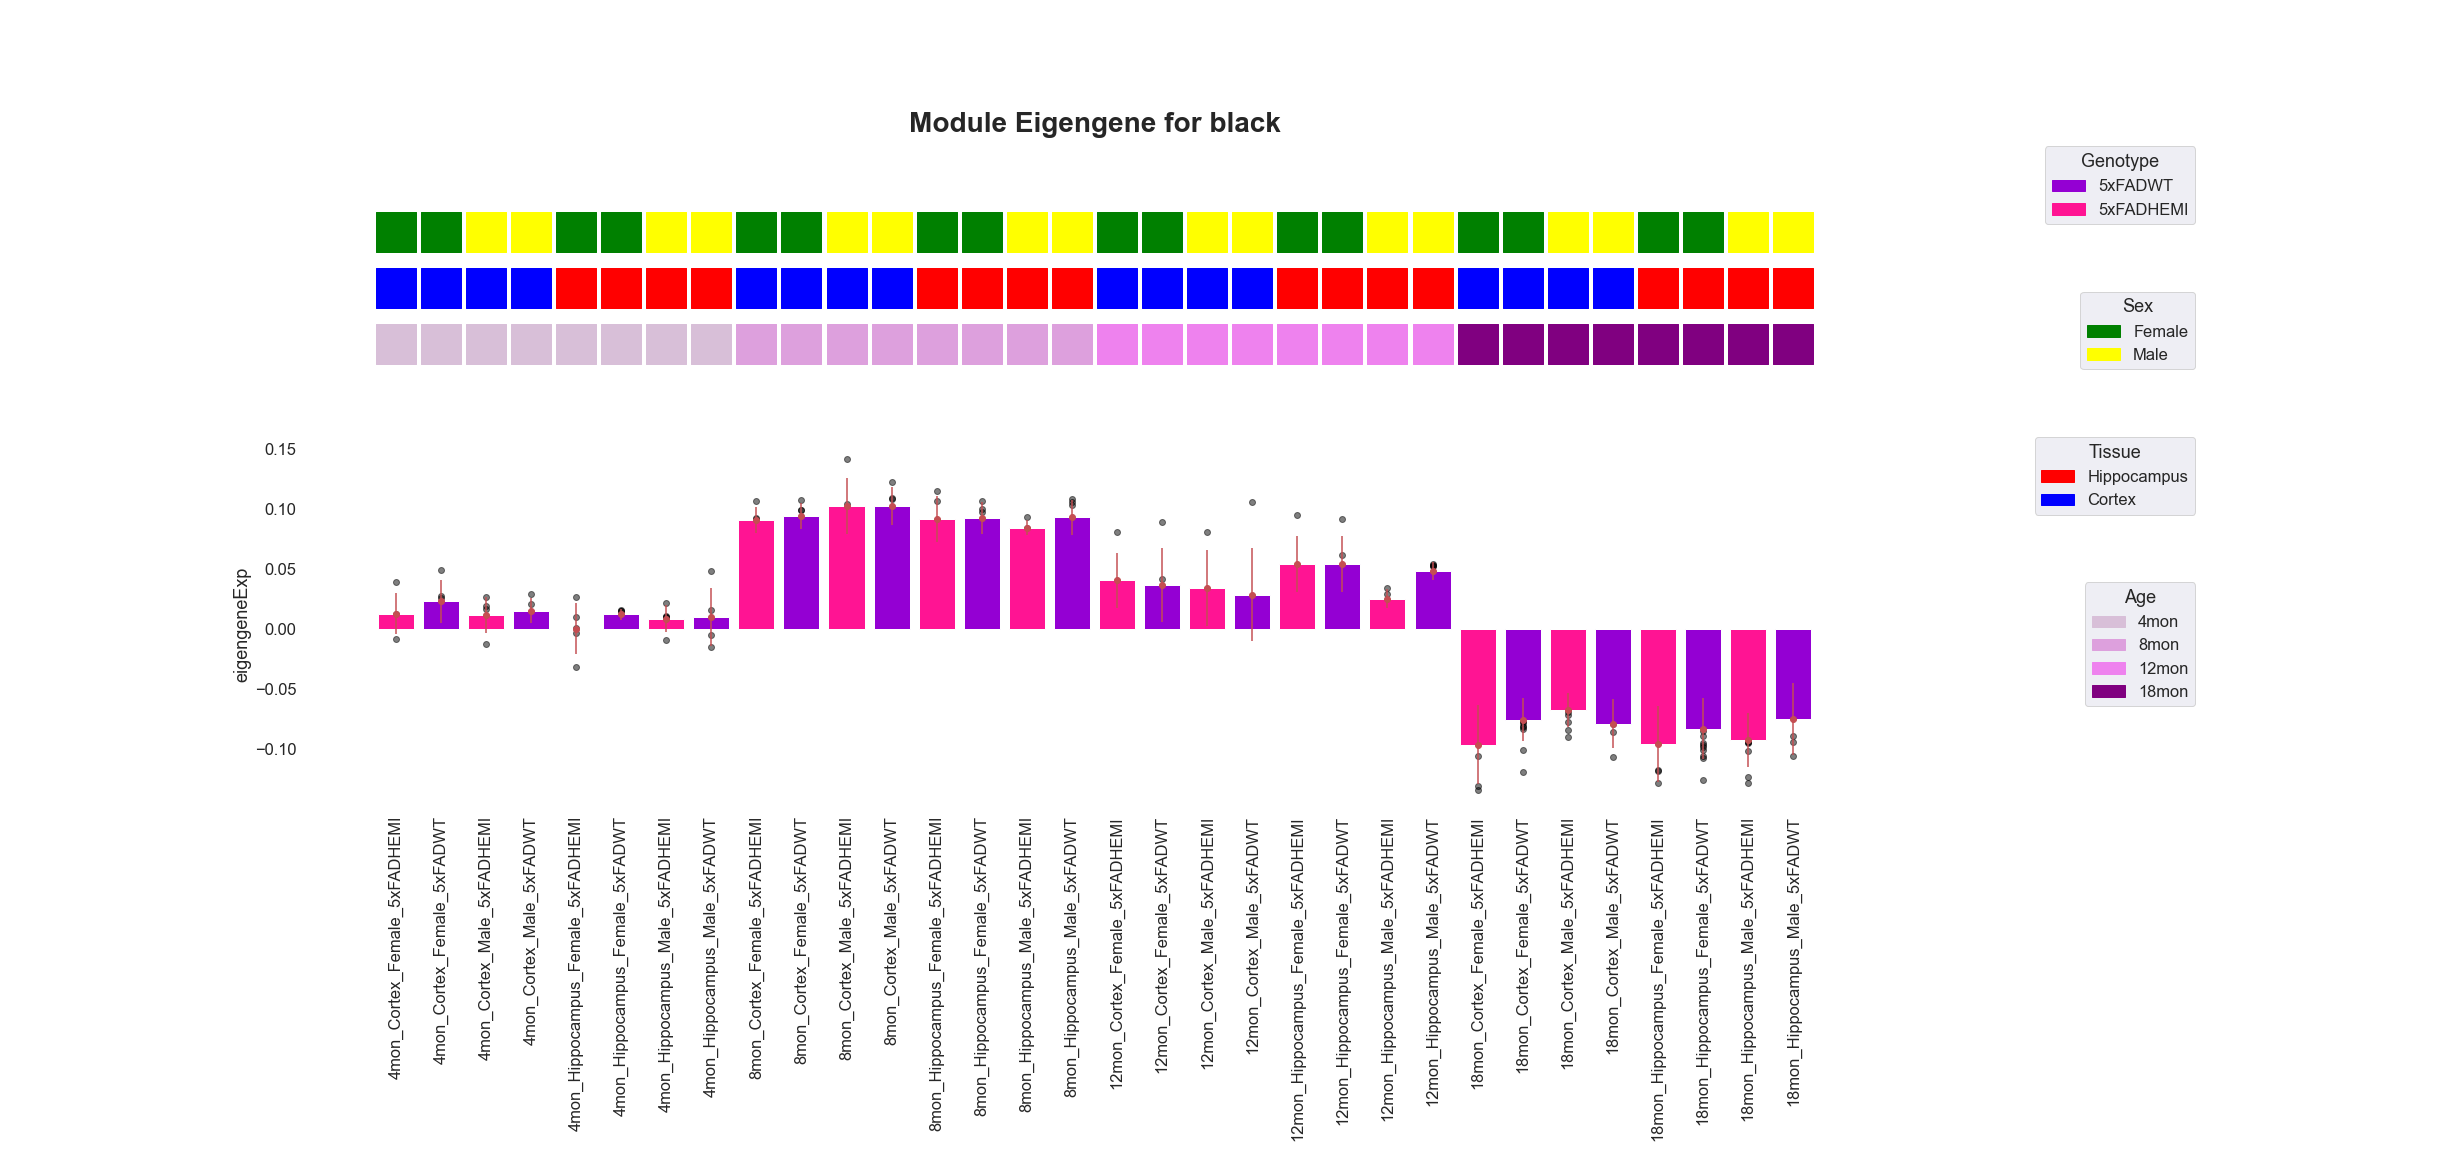 Module Eigengene for black
Genotype
5xFADWT
5xFADHEMI
Sex
Female
Male
Tissue
Hippocampus
Cortex
Age
4mon
8mon
12mon
18mon
eigengeneExp
0.15
0.10
0.05
0.00
−0.05
−0.10
4mon_Cortex_Female_5xFADHEMI
4mon_Cortex_Female_5xFADWT
4mon_Cortex_Male_5xFADHEMI
4mon_Cortex_Male_5xFADWT
4mon_Hippocampus_Female_5xFADHEMI
4mon_Hippocampus_Female_5xFADWT
4mon_Hippocampus_Male_5xFADHEMI
4mon_Hippocampus_Male_5xFADWT
8mon_Cortex_Female_5xFADHEMI
8mon_Cortex_Female_5xFADWT
8mon_Cortex_Male_5xFADHEMI
8mon_Cortex_Male_5xFADWT
8mon_Hippocampus_Female_5xFADHEMI
8mon_Hippocampus_Female_5xFADWT
8mon_Hippocampus_Male_5xFADHEMI
8mon_Hippocampus_Male_5xFADWT
12mon_Cortex_Female_5xFADHEMI
12mon_Cortex_Female_5xFADWT
12mon_Cortex_Male_5xFADHEMI
12mon_Cortex_Male_5xFADWT
12mon_Hippocampus_Female_5xFADHEMI
12mon_Hippocampus_Female_5xFADWT
12mon_Hippocampus_Male_5xFADHEMI
12mon_Hippocampus_Male_5xFADWT
18mon_Cortex_Female_5xFADHEMI
18mon_Cortex_Female_5xFADWT
18mon_Cortex_Male_5xFADHEMI
18mon_Cortex_Male_5xFADWT
18mon_Hippocampus_Female_5xFADHEMI
18mon_Hippocampus_Female_5xFADWT
18mon_Hippocampus_Male_5xFADHEMI
18mon_Hippocampus_Male_5xFADWT